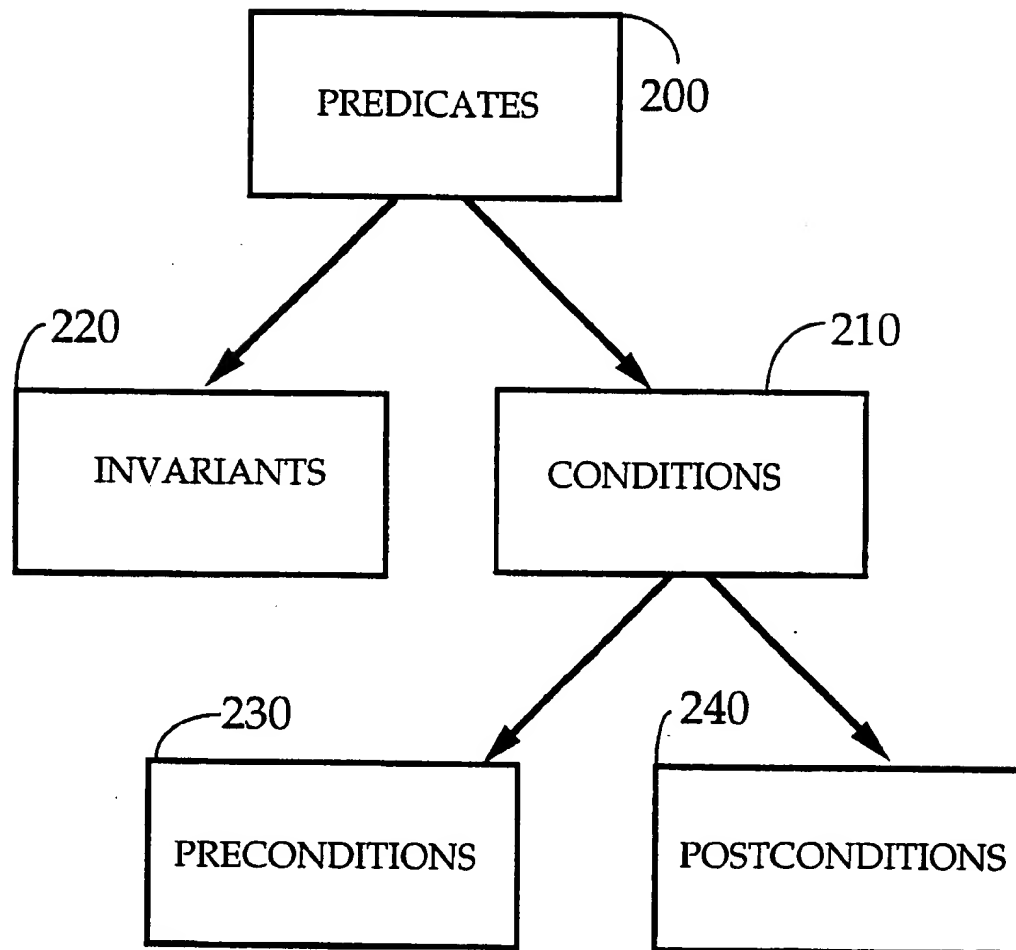 PREDICATES
200
220
210
INVARIANTS
CONDITIONS
230
240
PRECONDITIONS
POSTCONDITIONS